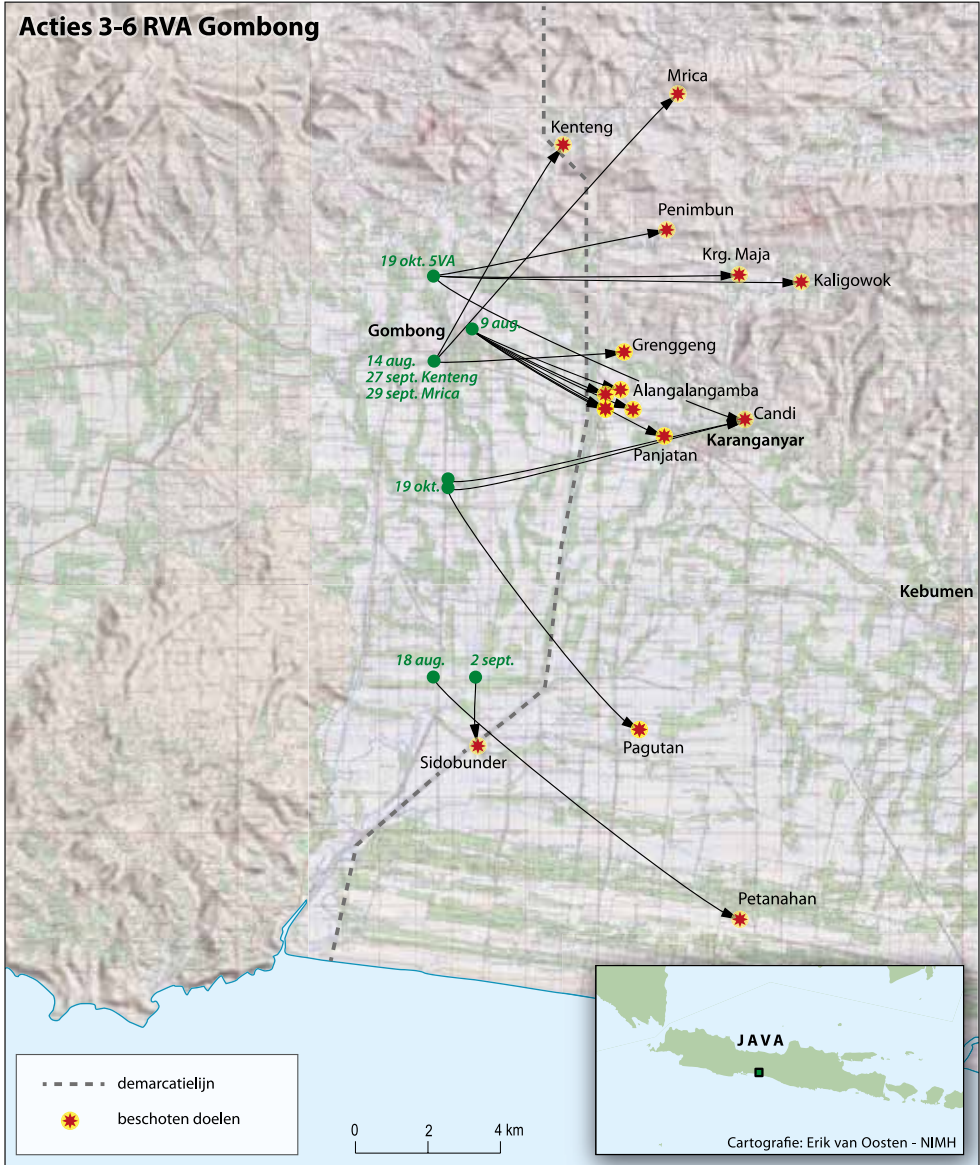 Acties 3-6 RVA Gombong
Mrica
Kenteng
Penimbun
19 okt. 5VA
Krg. Maja
Kaligowok
Gombong
9 aug.
Grenggeng
14 aug.
27 sept. Kenteng
29 sept. Mrica
Alangalangamba
Candi
Karanganyar
Panjatan
19 okt.
Kebumen
18 aug.
2 sept.
Pagutan
Sidobunder
Petanahan
JAVA
demarcatielijn
beschoten doelen
0 2 4 km
Cartografie: Erik van Oosten - NIMH